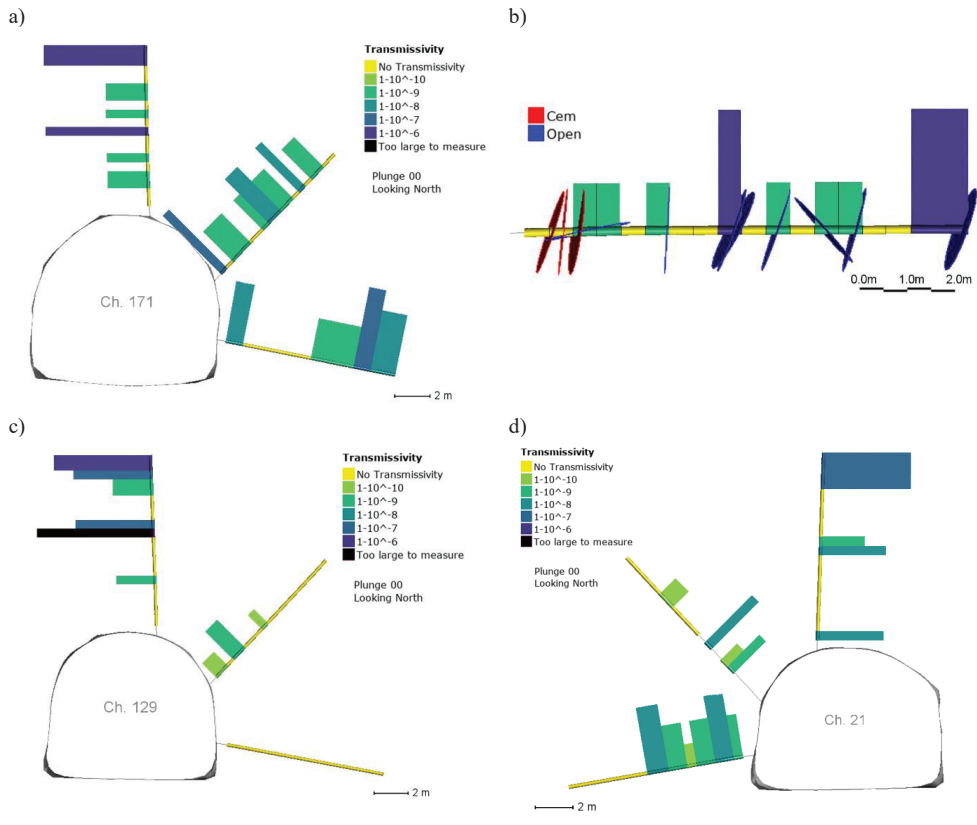 a)
Transmissivity
No Transmissivity
1-10^-10
1-10^-9
1-10^-8
1-10^-7
1-10^-6
Too large to measure
Plunge 00
Looking North
Ch. 171
2 m
b)
Cem
Open
0.0m 1.0m 2.0m
c)
Transmissivity
No Transmissivity
1-10^-10
1-10^-9
1-10^-8
1-10^-7
1-10^-6
Too large to measure
Plunge 00
Looking North
Ch. 129
2 m
d)
Transmissivity
No Transmissivity
1-10^-10
1-10^-9
1-10^-8
1-10^-7
1-10^-6
Too large to measure
Plunge 00
Looking North
Ch. 21
2 m